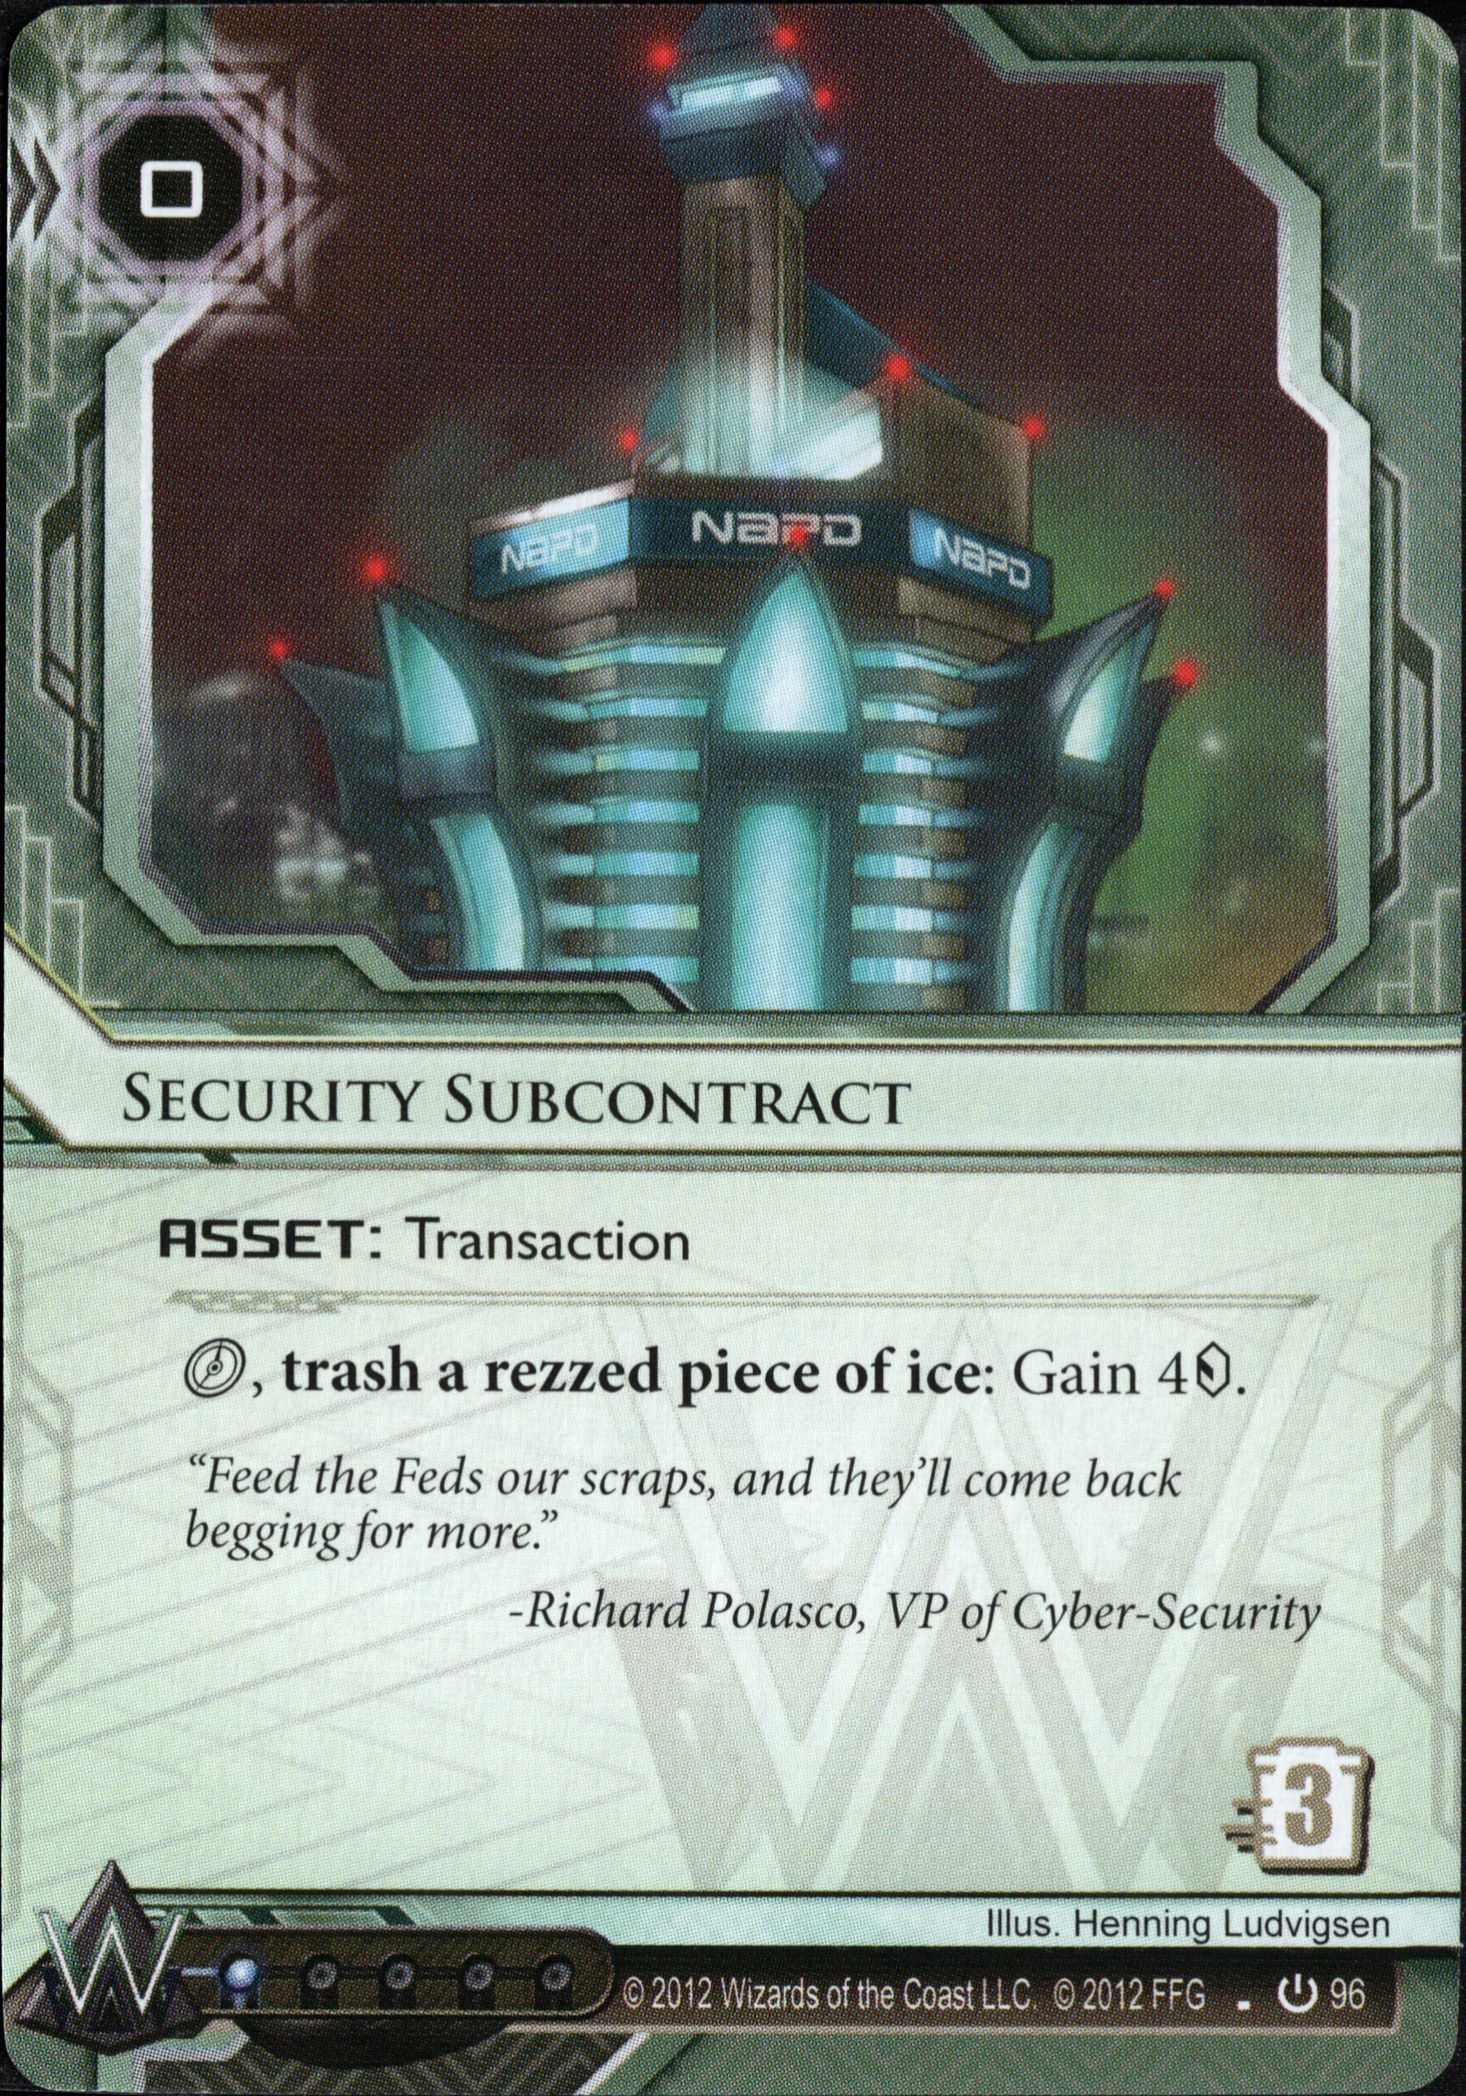 0
NAPD NAPD NAPD
SECURITY SUBCONTRACT
ASSET: Transaction
, trash a rezzed piece of ice: Gain 4.
“Feed the Feds our scraps, and they’ll come back
begging for more.”
-Richard Polasco, VP of Cyber-Security
3
Illus. Henning Ludvigsen
W
© 2012 Wizards of the Coast LLC. © 2012 FFG 96